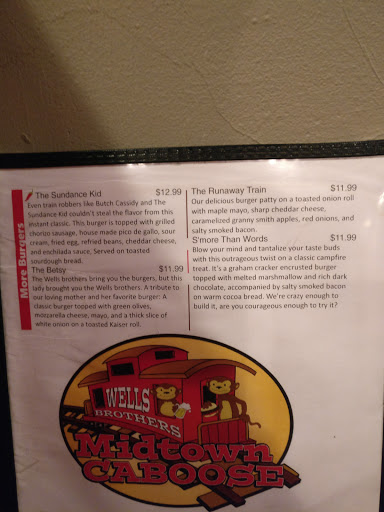 More Burgers
The Sundance Kid $12.99
Even train robbers like Butch Cassidy and The
Sundance Kid couldn't steal the flavor from this
instant classic. This burger is topped with grilled
chorizo sausage, house made pico de gallo, sour
cream, fried egg, refried beans, cheddar cheese,
and enchilada sauce. Served on toasted
sourdough bread.
The Betsy $11.99
The Wells brothers bring you the burgers, but this
lady brought you the Wells brothers. A tribute to
our loving mother and her favorite burger: A
classic burger topped with green olives,
mozzarella cheese, mayo, and a thick slice of
white onion on a toasted Kaiser roll.
The Runaway Train $11.99
Our delicious burger patty on a toasted onion roll
with maple mayo, sharp cheddar cheese,
caramelized granny smith apples, red onions, and
salty smoked bacon.
S'more Than Words $11.99
Blow your mind and tantalize your taste buds
with this outrageous twist on a classic campfire
treat. It's a graham cracker encrusted burger
topped with melted marshmallow and rich dark
chocolate, accompanied by salty smoked bacon
on warm cocoa bread. We're crazy enough to
build it, are you courageous enough to try it?
WELLS
BROTHERS
Midtown
CABOOSE